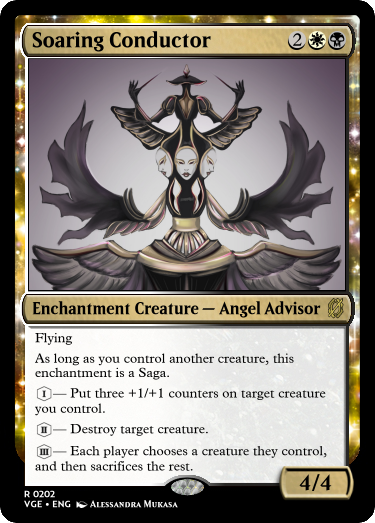 Soaring Conductor 2
Enchantment Creature — Angel Advisor
Flying
As long as you control another creature, this
enchantment is a Saga.
I — Put three +1/+1 counters on target creature
you control.
II — Destroy target creature.
III — Each player chooses a creature they control,
and then sacrifices the rest.
4/4
R 0202
VGE • ENG Alessandra Mukasa